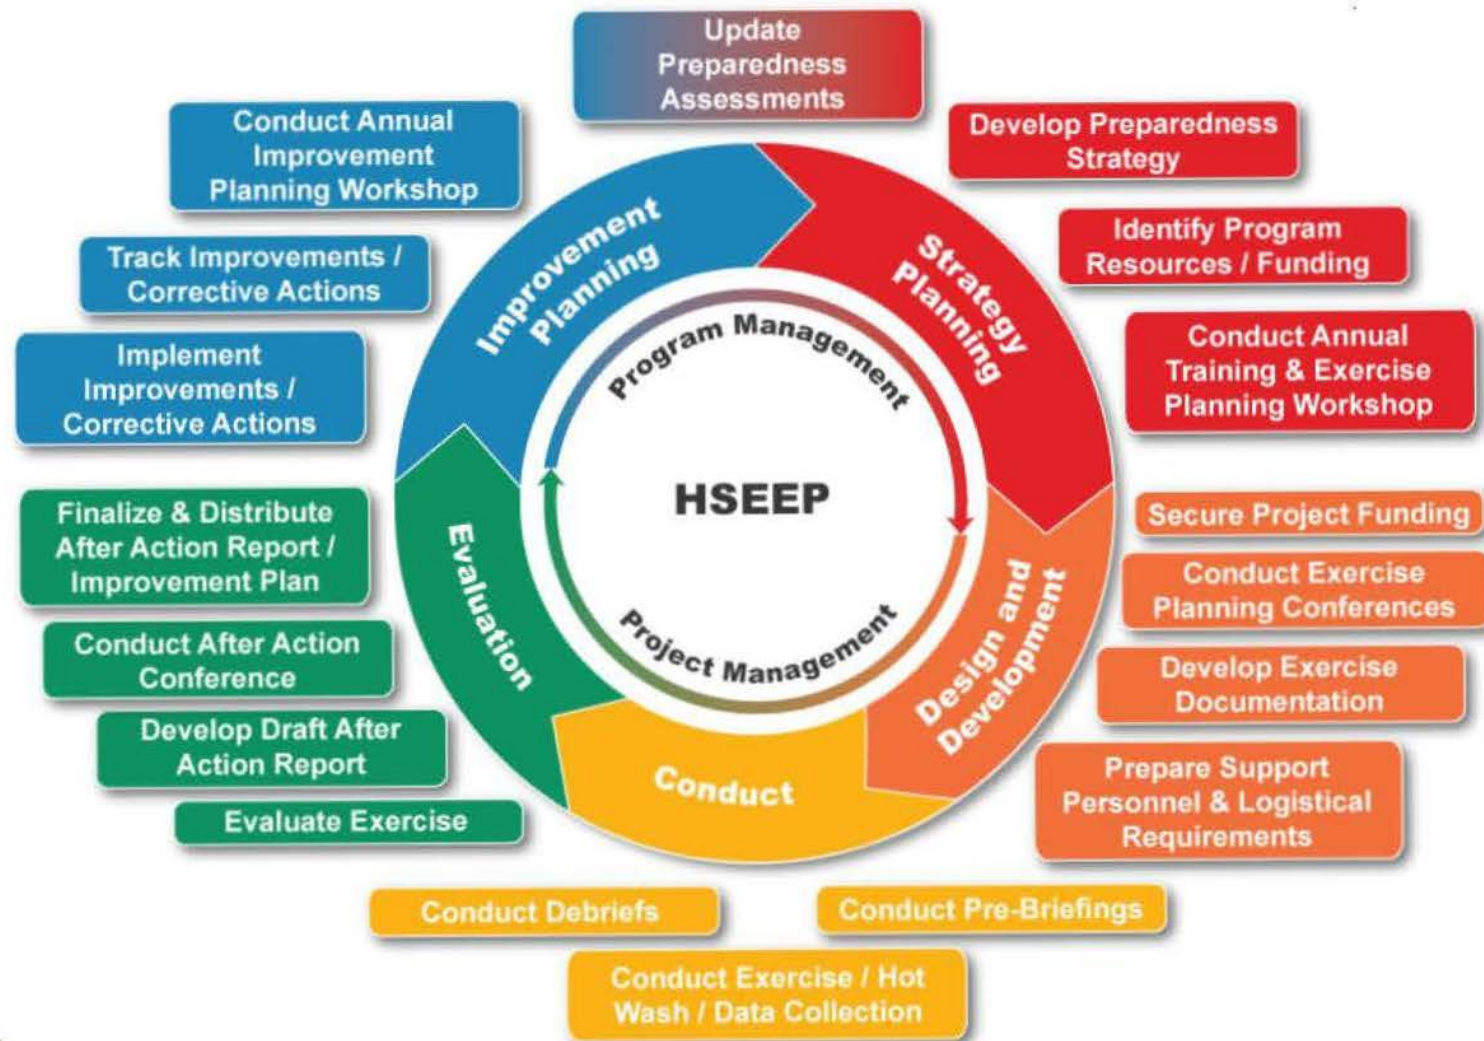 Update
Preparedness
Assessments
Develop Preparedness
Strategy
Identify Program
Resources / Funding
Conduct Annual
Training & Exercise
Planning Workshop
Secure Project Funding
Conduct Exercise
Planning Conferences
Develop Exercise
Documentation
Prepare Support
Personnel & Logistical
Requirements
Conduct Pre-Briefings
Conduct Exercise / Hot
Wash / Data Collection
Conduct Debriefs
Evaluate Exercise
Develop Draft After
Action Report
Conduct After Action
Conference
Finalize & Distribute
After Action Report /
Improvement Plan
Implement
Improvements /
Corrective Actions
Track Improvements /
Corrective Actions
Conduct Annual
Improvement
Planning Workshop
Strategy
Planning
Design and
Development
Conduct
Evaluation
Improvement
Planning
Program Management
HSEEP
Project Management